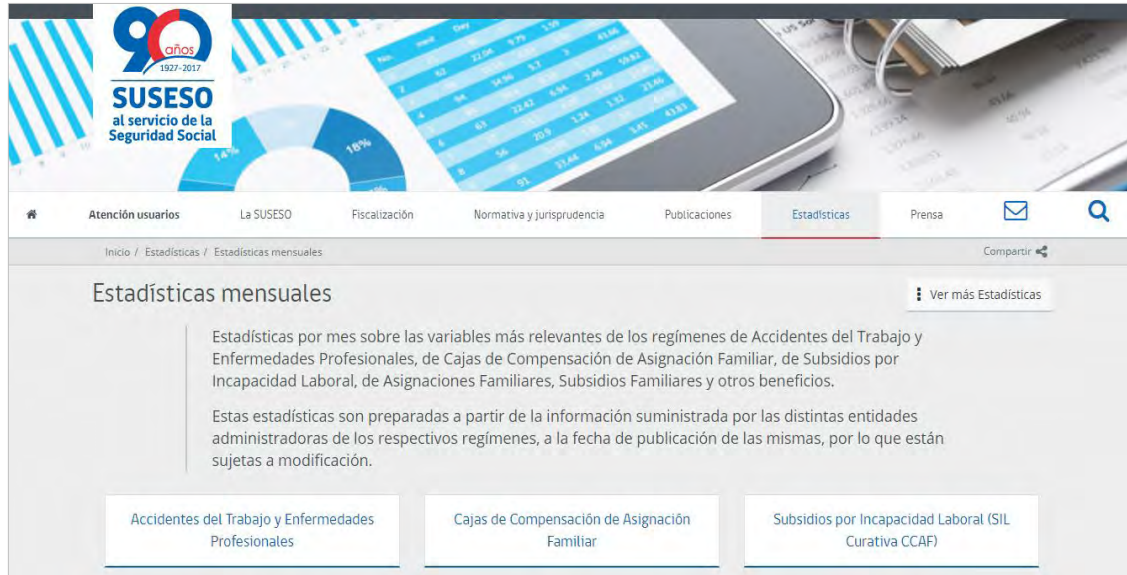 90
años
1927-2017
SUSESO
al servicio de la
Seguridad Social
14%
18%
No. Day
Atención usuarios La SUSESO Fiscalización Normativa y jurisprudencia Publicaciones Estadísticas Prensa
Inicio / Estadísticas / Estadísticas mensuales Compartir
Estadísticas mensuales
Ver más Estadísticas
Estadísticas por mes sobre las variables más relevantes de los regímenes de Accidentes del Trabajo y
Enfermedades Profesionales, de Cajas de Compensación de Asignación Familiar, de Subsidios por
Incapacidad Laboral, de Asignaciones Familiares, Subsidios Familiares y otros beneficios.
Estas estadísticas son preparadas a partir de la información suministrada por las distintas entidades
administradoras de los respectivos regímenes, a la fecha de publicación de las mismas, por lo que están
sujetas a modificación.
Accidentes del Trabajo y Enfermedades
Profesionales
Cajas de Compensación de Asignación
Familiar
Subsidios por Incapacidad Laboral (SIL
Curativa CCAF)